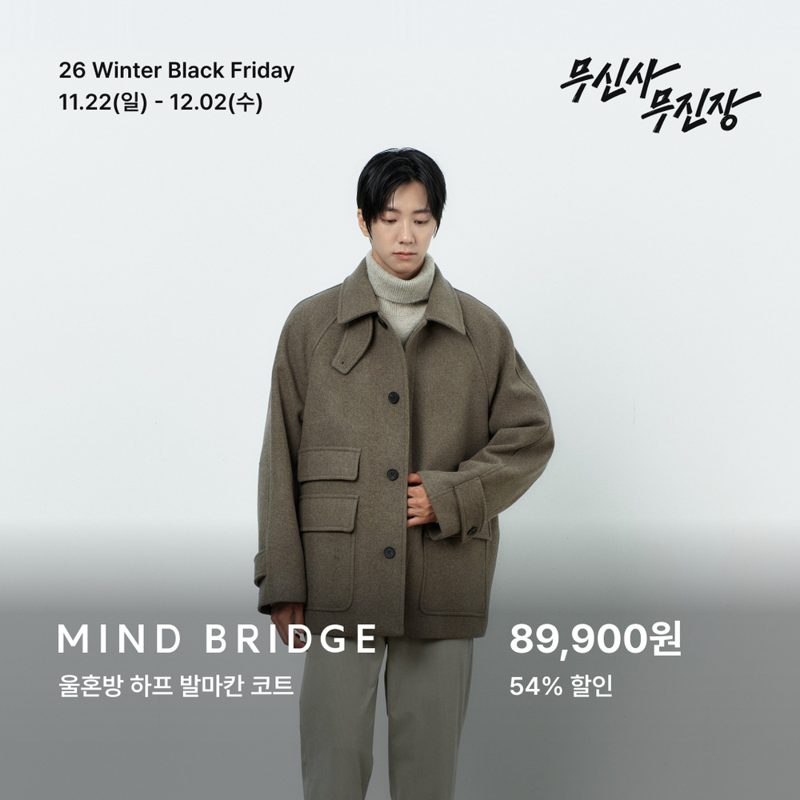 26 Winter Black Friday
11.22(일) - 12.02(수)
무신사
무진장
MIND BRIDGE
울혼방 하프 발마칸 코트
89,900원
54% 할인